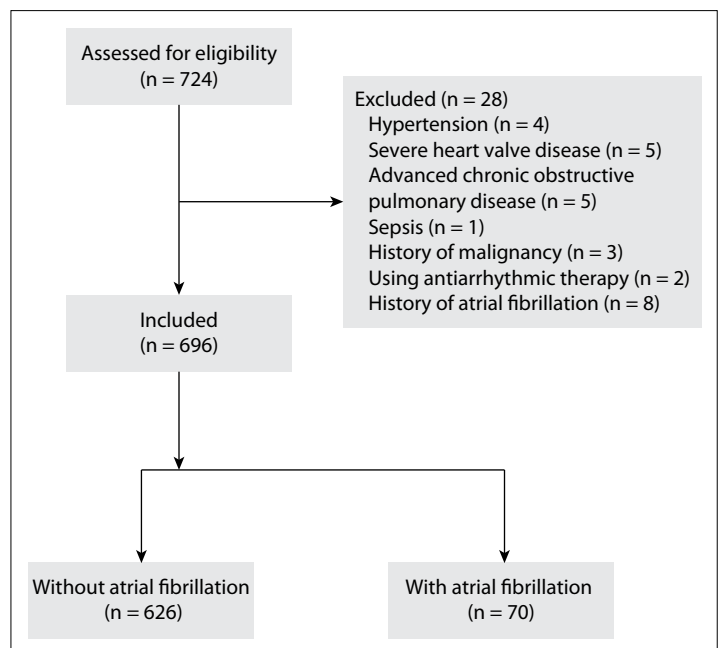 Assessed for eligibility
(n = 724)
Excluded (n = 28)
Hypertension (n = 4)
Severe heart valve disease (n = 5)
Advanced chronic obstructive
pulmonary disease (n = 5)
Sepsis (n = 1)
History of malignancy (n = 3)
Using antiarrhythmic therapy (n = 2)
History of atrial fibrillation (n = 8)
Included
(n = 696)
Without atrial fibrillation
(n = 626)
With atrial fibrillation
(n = 70)